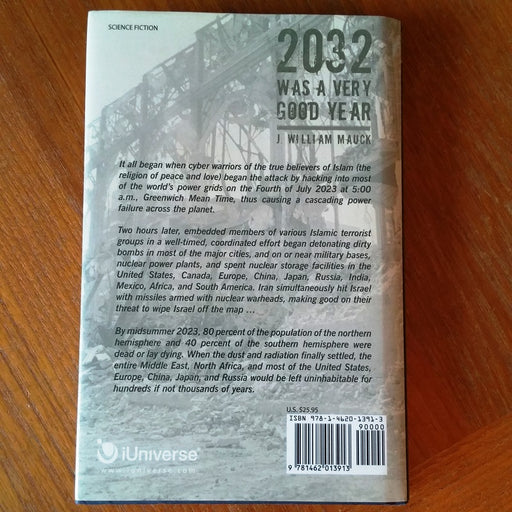 SCIENCE FICTION
2032
WAS A VERY
GOOD YEAR
J WILLIAM MAUCK
It all began when cyber warriors of the true believers of Islam (the
religion of peace and love) began the attack by hacking into most
of the world's power grids on the Fourth of July 2023 at 5:00
a.m., Greenwich Mean Time, thus causing a cascading power
failure across the planet.
Two hours later, embedded members of various Islamic terrorist
groups in a well-timed, coordinated effort began detonating dirty
bombs in most of the major cities, and on or near military bases,
nuclear power plants, and spent nuclear storage facilities in the
United States, Canada, Europe, China, Japan, Russia, India,
Mexico, Africa, and South America. Iran simultaneously hit Israel
with missiles armed with nuclear warheads, making good on their
threat to wipe Israel off the map ...
By midsummer 2023, 80 percent of the population of the northern
hemisphere and 40 percent of the southern hemisphere were
dead or lay dying. When the dust and radiation finally settled, the
entire Middle East, North Africa, and most of the United States,
Europe, China, Japan, and Russia would be left uninhabitable for
hundreds if not thousands of years.
U.S. $25.95
ISBN 978-1-4620-1391-3
90000
9 781462 013913
iUniverse®
www.iuniverse.com